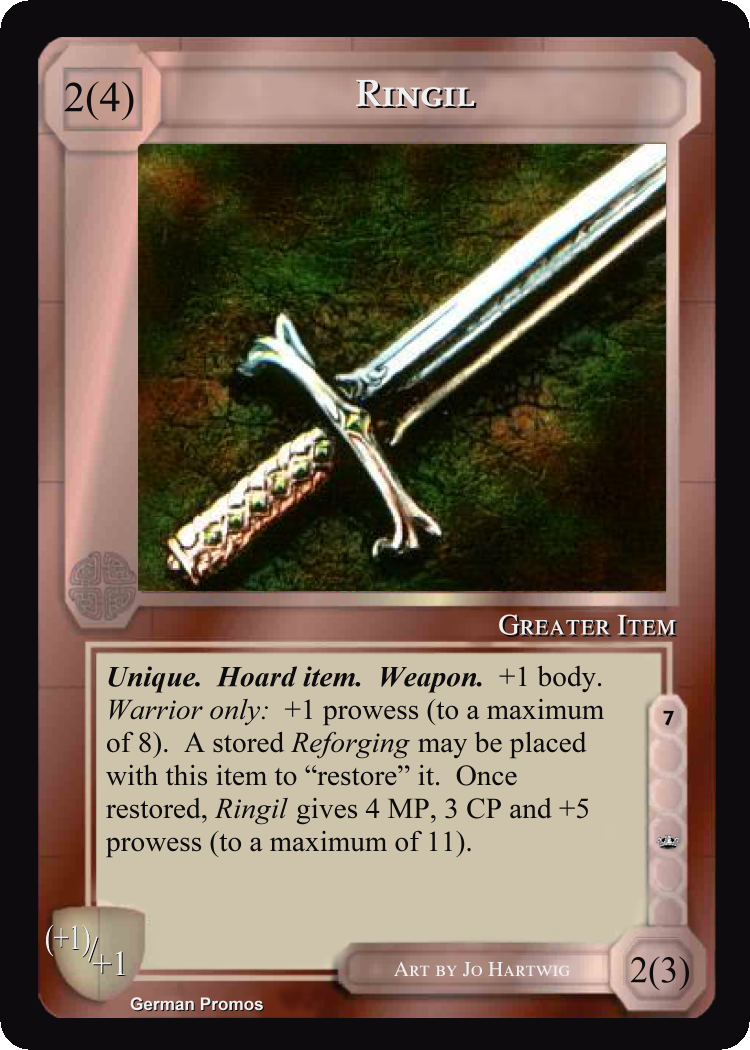 2(4)
Ringil
Greater Item
Unique. Hoard item. Weapon. +1 body.
Warrior only: +1 prowess (to a maximum
of 8). A stored Reforging may be placed
with this item to “restore” it. Once
restored, Ringil gives 4 MP, 3 CP and +5
prowess (to a maximum of 11).
7
(+1)/+1
Art by Jo Hartwig
2(3)
German Promos